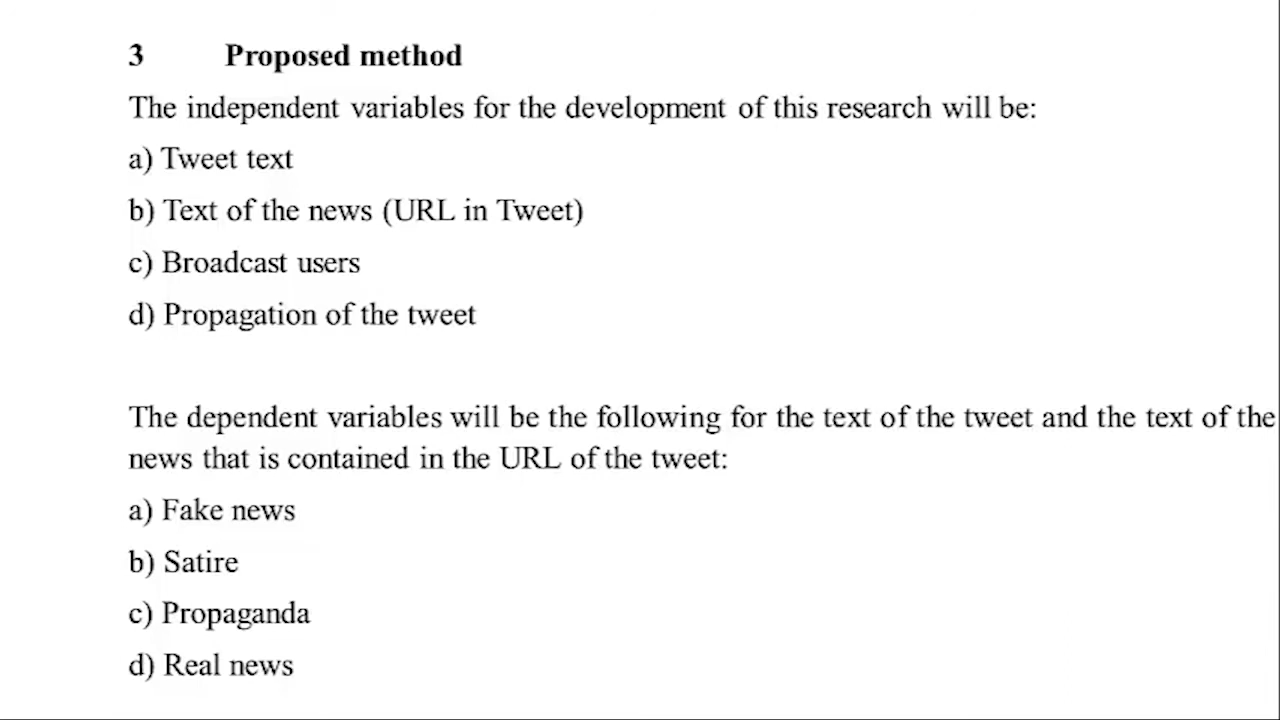 3 Proposed method
The independent variables for the development of this research will be:
a) Tweet text
b) Text of the news (URL in Tweet)
c) Broadcast users
d) Propagation of the tweet
The dependent variables will be the following for the text of the tweet and the text of the
news that is contained in the URL of the tweet:
a) Fake news
b) Satire
c) Propaganda
d) Real news